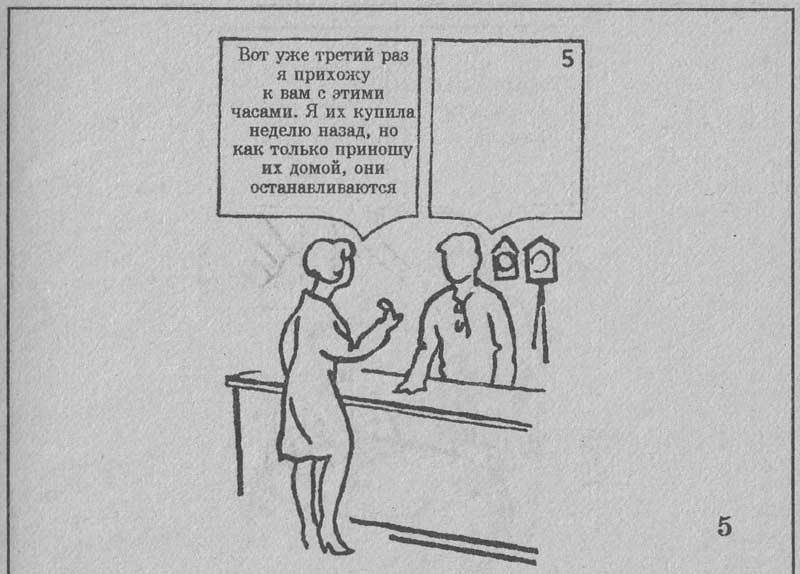 Вот уже третий раз
я прихожу
к вам с этими
часами. Я их купила
неделю назад, но
как только приношу
их домой, они
останавливаются
5
5